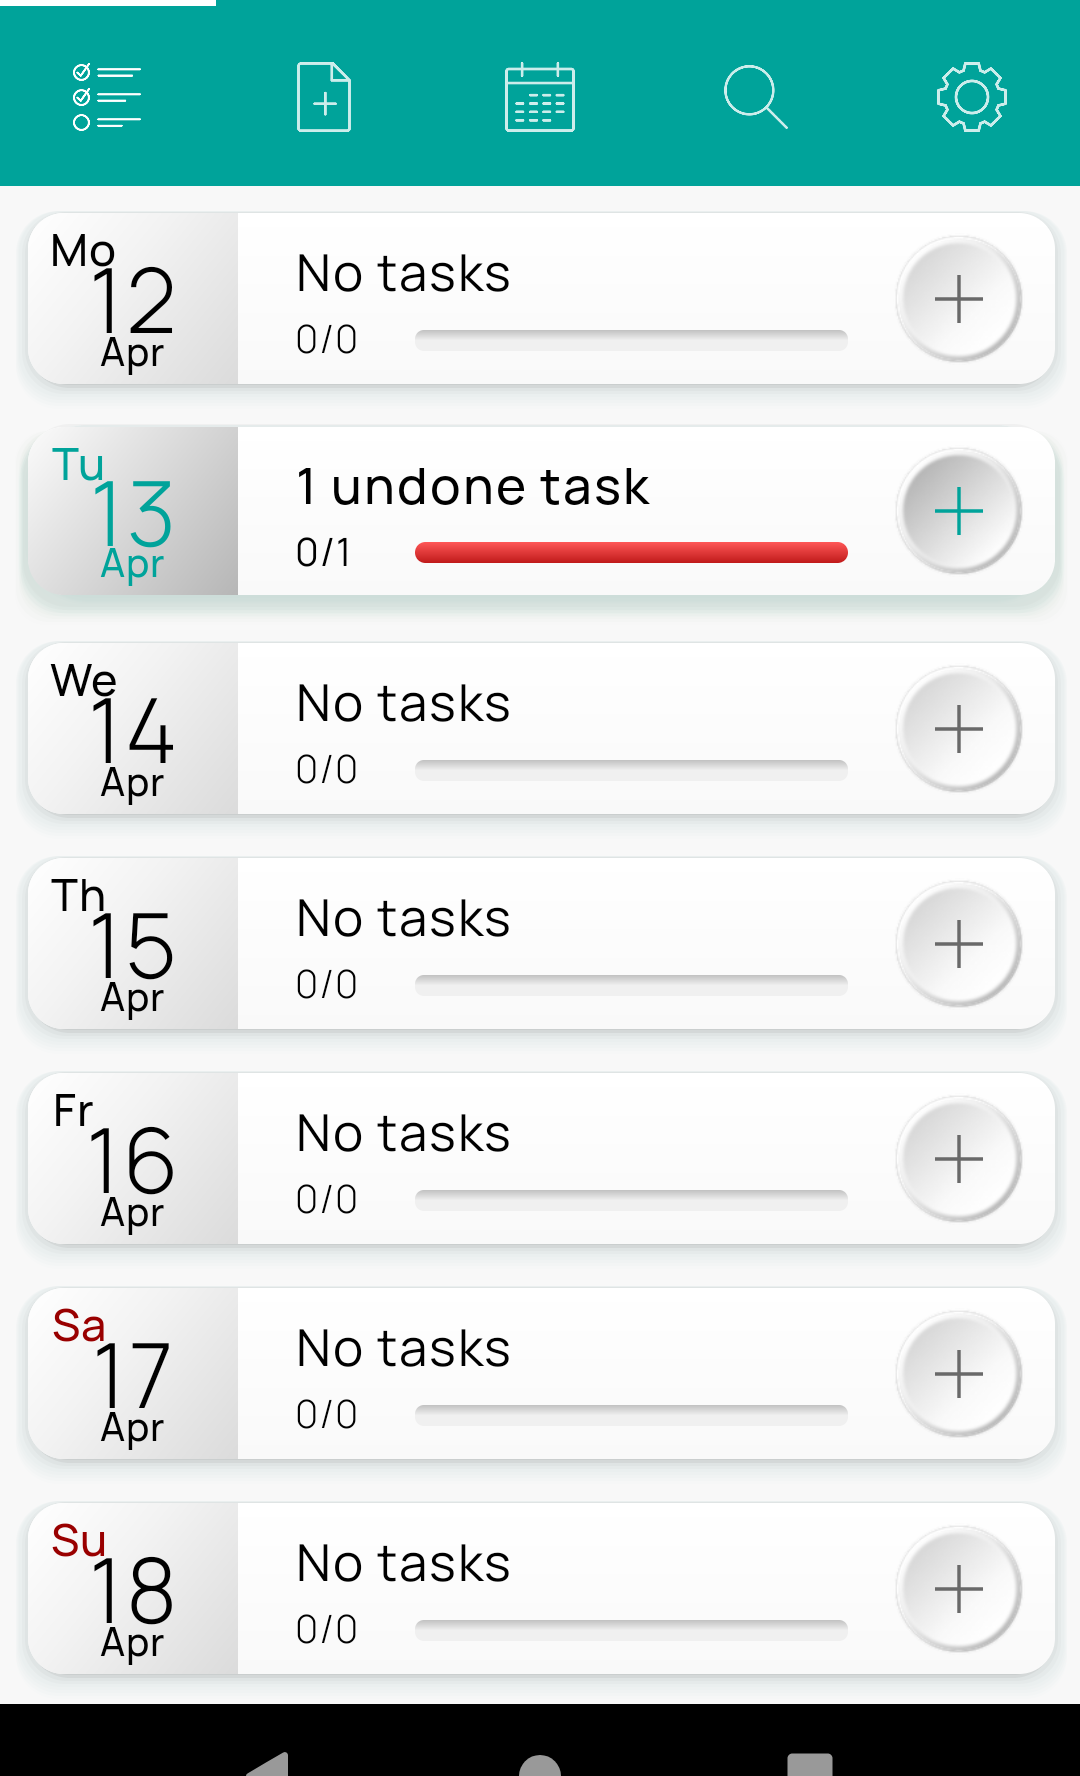 Mo
12
Apr
No tasks
0/0
Tu
13
Apr
1 undone task
0/1
We
14
Apr
No tasks
0/0
Th
15
Apr
No tasks
0/0
Fr
16
Apr
No tasks
0/0
Sa
17
Apr
No tasks
0/0
Su
18
Apr
No tasks
0/0